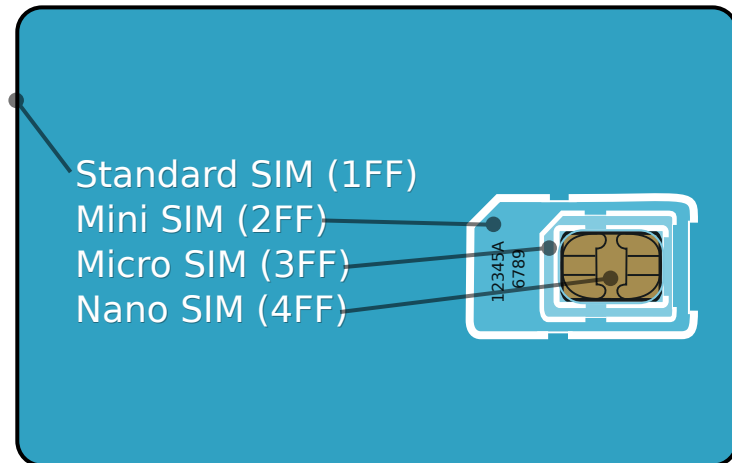 Standard SIM (1FF)
Mini SIM (2FF)
Micro SIM (3FF)
Nano SIM (4FF)
12345A
6789